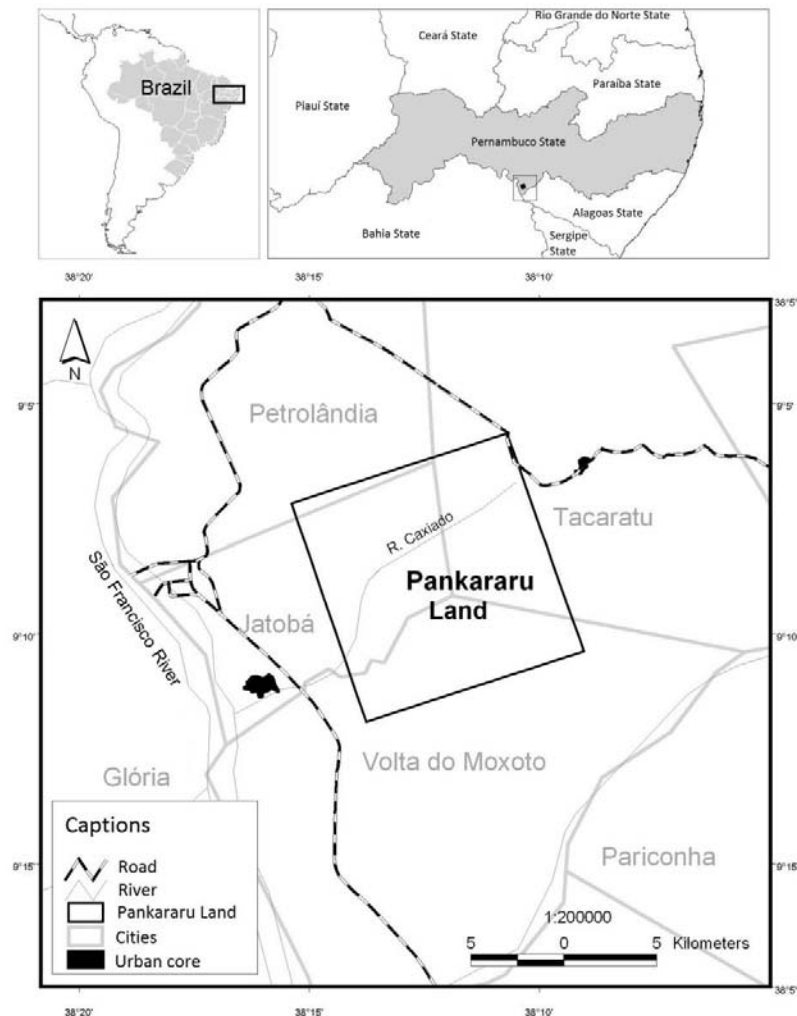 Brazil
Rio Grande do Norte State
Ceará State
Paraíba State
Piauí State
Pernambuco State
Alagoas State
Bahia State
Sergipe
State
38°20'
38°15'
38°10'
38°5'
N
9°5'
9°5'
Petrolândia
Tacaratu
R. Caxiado
Pankararu
Land
São Francisco River
Jatobá
9°10'
9°10'
Glória
Volta do Moxoto
Pariconha
9°15'
9°15'
Captions
Road
River
Pankararu Land
Cities
Urban core
1:200000
5 0 5 Kilometers
38°20'
38°15'
38°10'
38°5'